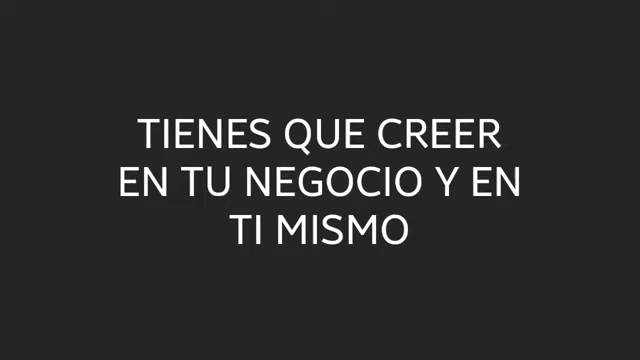 TIENES QUE CREER
EN TU NEGOCIO Y EN
TI MISMO